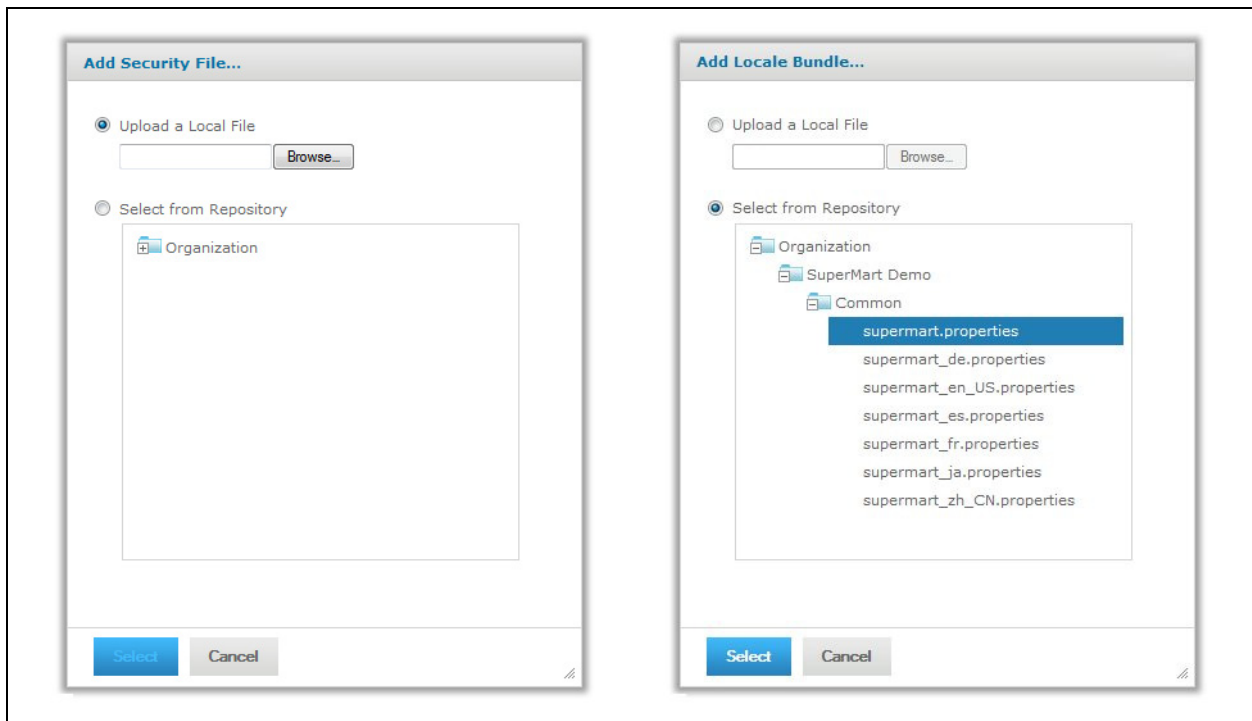 Add Security File...
Upload a Local File
Browse...
Select from Repository
Organization
Select
Cancel
Add Locale Bundle...
Upload a Local File
Browse...
Select from Repository
Organization
SuperMart Demo
Common
supermart.properties
supermart_de.properties
supermart_en_US.properties
supermart_es.properties
supermart_fr.properties
supermart_ja.properties
supermart_zh_CN.properties
Select
Cancel